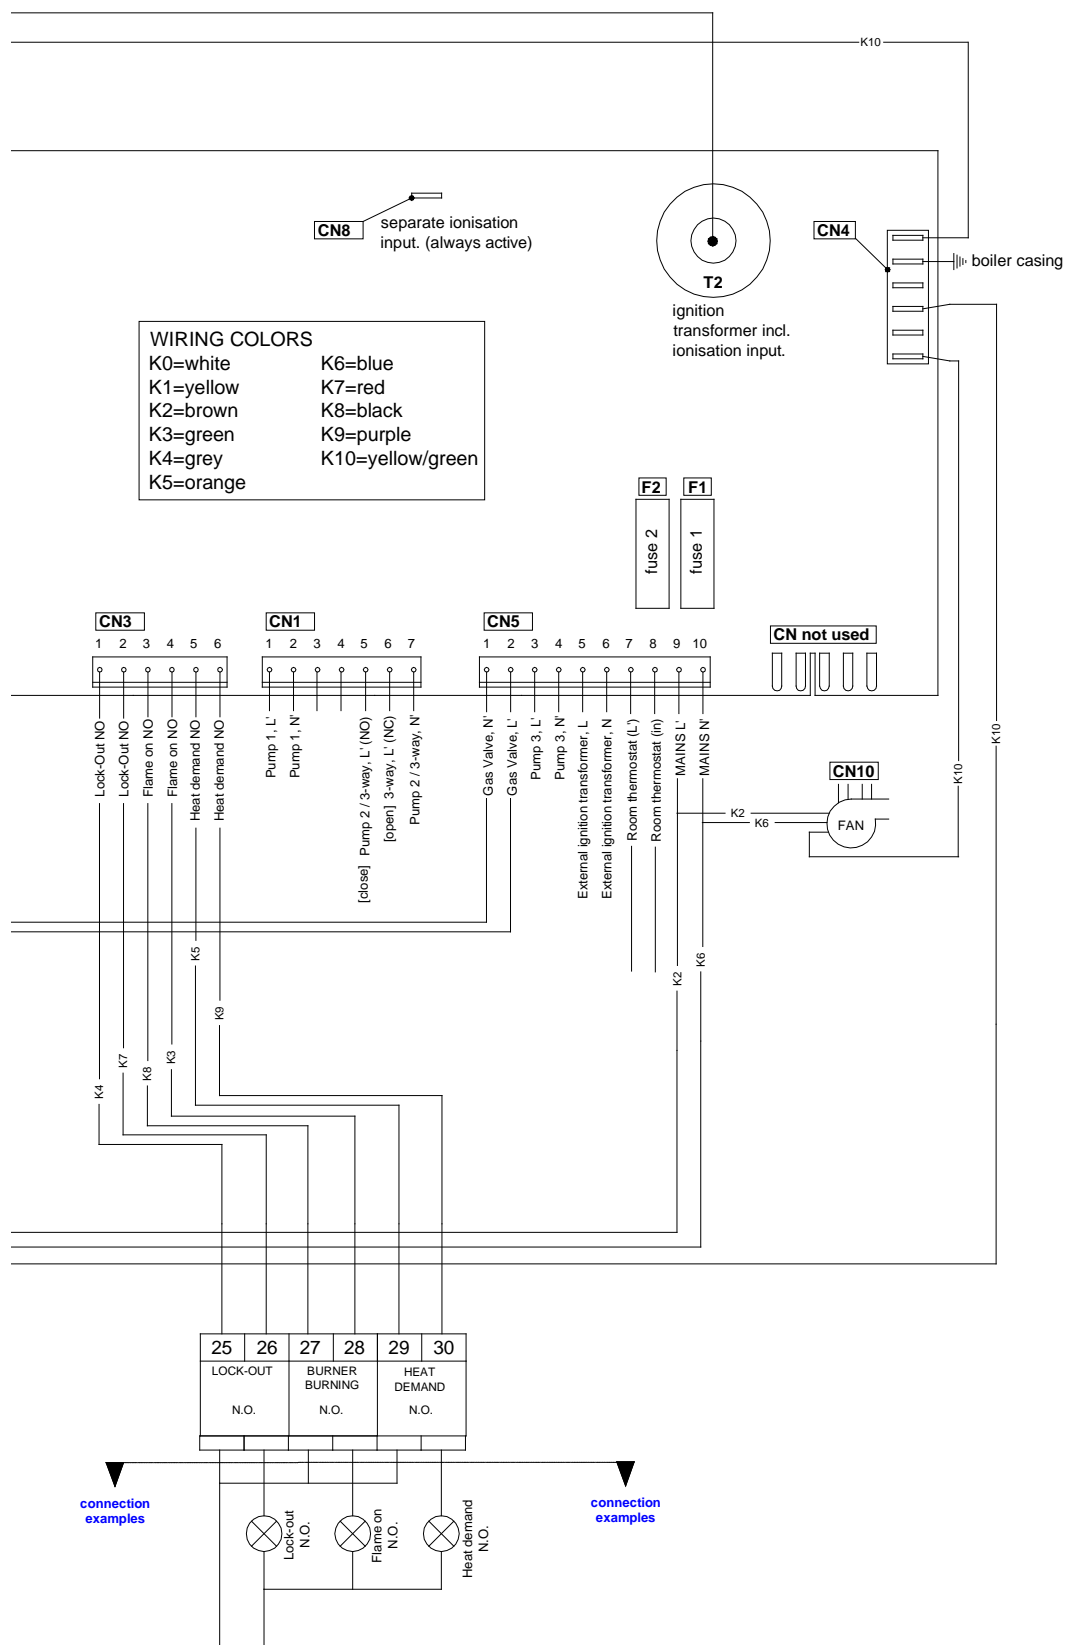 K10
CN8
separate ionisation
input. (always active)
T2
ignition
transformer incl.
ionisation input.
CN4
boiler casing
WIRING COLORS
K0=white
K1=yellow
K2=brown
K3=green
K4=grey
K5=orange
K6=blue
K7=red
K8=black
K9=purple
K10=yellow/green
F2
F1
fuse 2
fuse 1
CN3
1 2 3 4 5 6
CN1
1 2 3 4 5 6 7
CN5
1 2 3 4 5 6 7 8 9 10
CN not used
Lock-Out NO
Lock-Out NO
Flame on NO
Flame on NO
Heat demand NO
Heat demand NO
Pump 1, L'
Pump 1, N'
[close] Pump 2 / 3-way, L' (NO)
[open] 3-way, L' (NC)
Pump 2 / 3-way, N'
Gas Valve, N'
Gas Valve, L'
Pump 3, L'
Pump 3, N'
External ignition transformer, L
External ignition transformer, N
Room thermostat (L')
Room thermostat (in)
MAINS L'
MAINS N'
K10
K10
CN10
FAN
K2
K6
K5
K9
K2
K6
K4
K7
K8
K3
25 26 27 28 29 30
LOCK-OUT
N.O.
BURNER
BURNING
N.O.
HEAT
DEMAND
N.O.
connection
examples
connection
examples
Lock-out
N.O.
Flame on
N.O.
Heat demand
N.O.